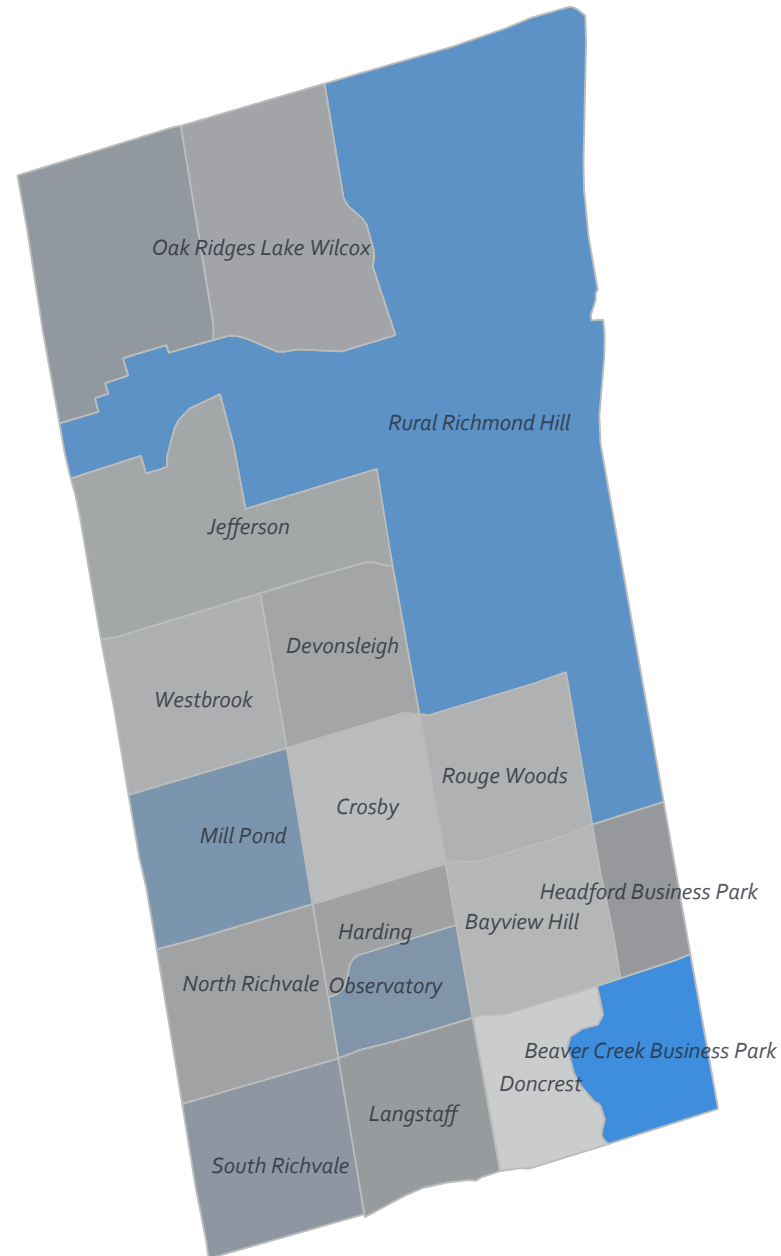 Oak Ridges Lake Wilcox
Rural Richmond Hill
Jefferson
Devonsleigh
Westbrook
Rouge Woods
Crosby
Mill Pond
Headford Business Park
Bayview Hill
Harding
North Richvale
Observatory
Beaver Creek Business Park
Doncrest
Langstaff
South Richvale